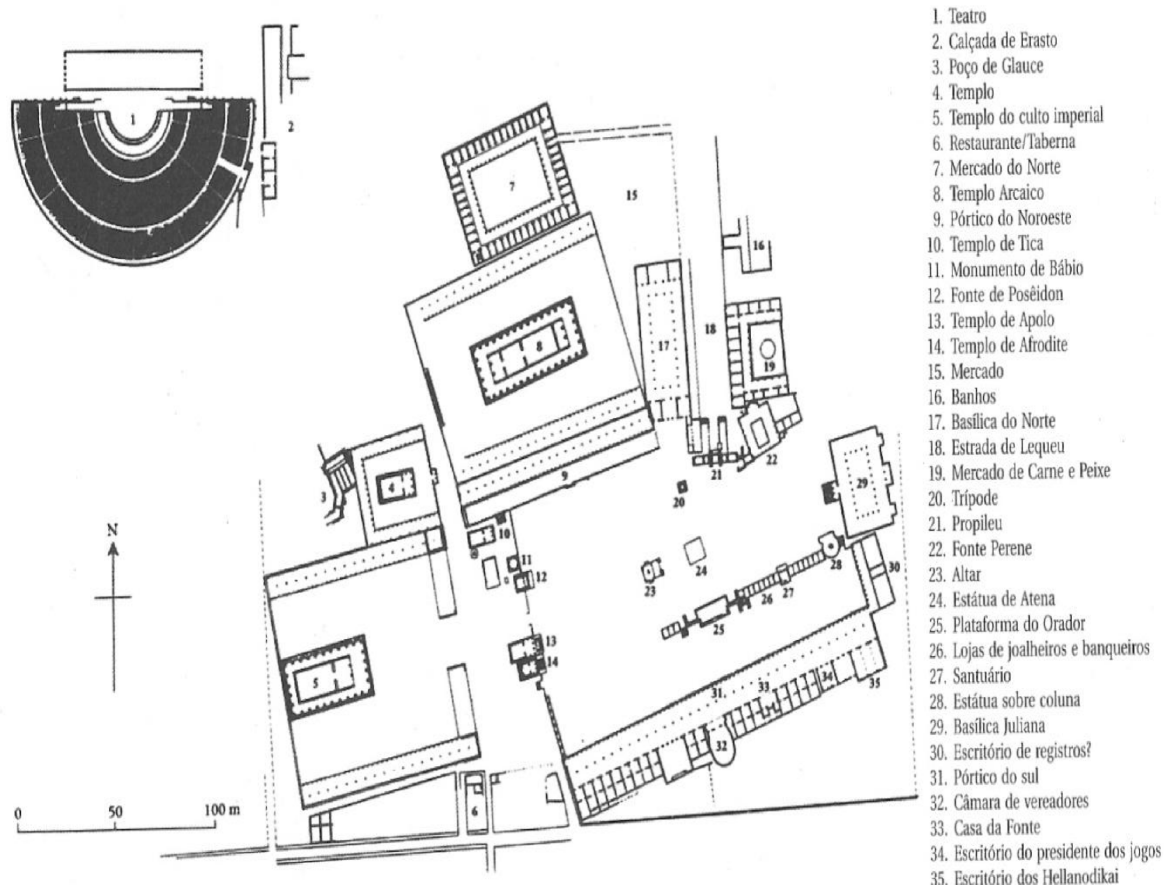 1. Teatro
2. Calçada de Erasto
3. Poço de Glauce
4. Templo
5. Templo do culto imperial
6. Restaurante/Taberna
7. Mercado do Norte
8. Templo Arcaico
9. Pórtico do Noroeste
10. Templo de Tica
11. Monumento de Bábio
12. Fonte de Posêidon
13. Templo de Apolo
14. Templo de Afrodite
15. Mercado
16. Banhos
17. Basílica do Norte
18. Estrada de Lequeu
19. Mercado de Carne e Peixe
20. Trípode
21. Propileu
22. Fonte Perene
23. Altar
24. Estátua de Atena
25. Plataforma do Orador
26. Lojas de joalheiros e banqueiros
27. Santuário
28. Estátua sobre coluna
29. Basílica Juliana
30. Escritório de registros?
31. Pórtico do sul
32. Câmara de vereadores
33. Casa da Fonte
34. Escritório do presidente dos jogos
35. Escritório dos Hellanodikai
1
2
7
15
16
8
17
18
19
9
22
21
4
3
20
29
N
10
11
12
24
28
23
27
30
26
25
13
14
5
31
33
34
35
32
6
0 50 100 m